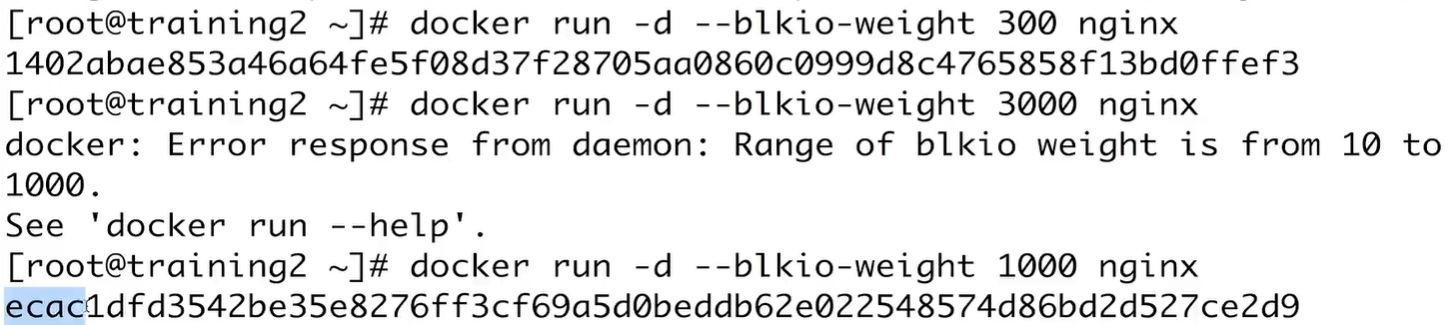 [root@training2 ~]# docker run -d --blkio-weight 300 nginx
1402abae853a46a64fe5f08d37f28705aa0860c0999d8c4765858f13bd0ffef3
[root@training2 ~]# docker run -d --blkio-weight 3000 nginx
docker: Error response from daemon: Range of blkio weight is from 10 to
1000.
See 'docker run --help'.
[root@training2 ~]# docker run -d --blkio-weight 1000 nginx
ecac1dfd3542be35e8276ff3cf69a5d0beddb62e022548574d86bd2d527ce2d9